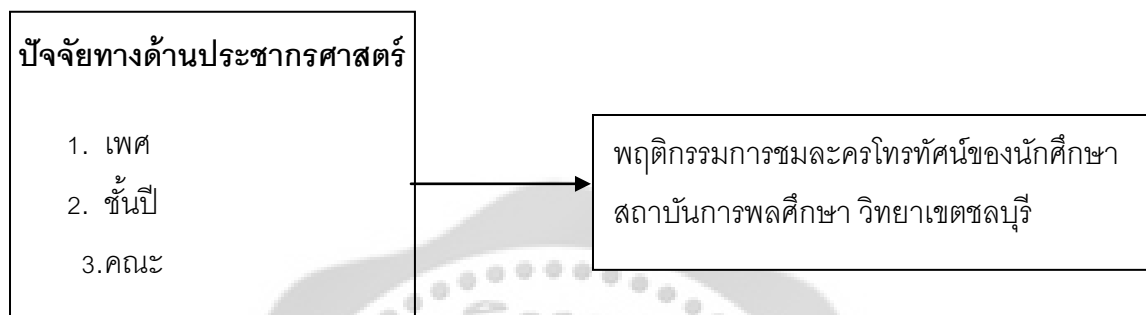 ปัจจัยทางด้านประชากรศาสตร์
1. เพศ
2. ชั้นปี
3.คณะ
พฤติกรรมการชมละครโทรทัศน์ของนักศึกษา
สถาบันการพลศึกษา วิทยาเขตชลบุรี